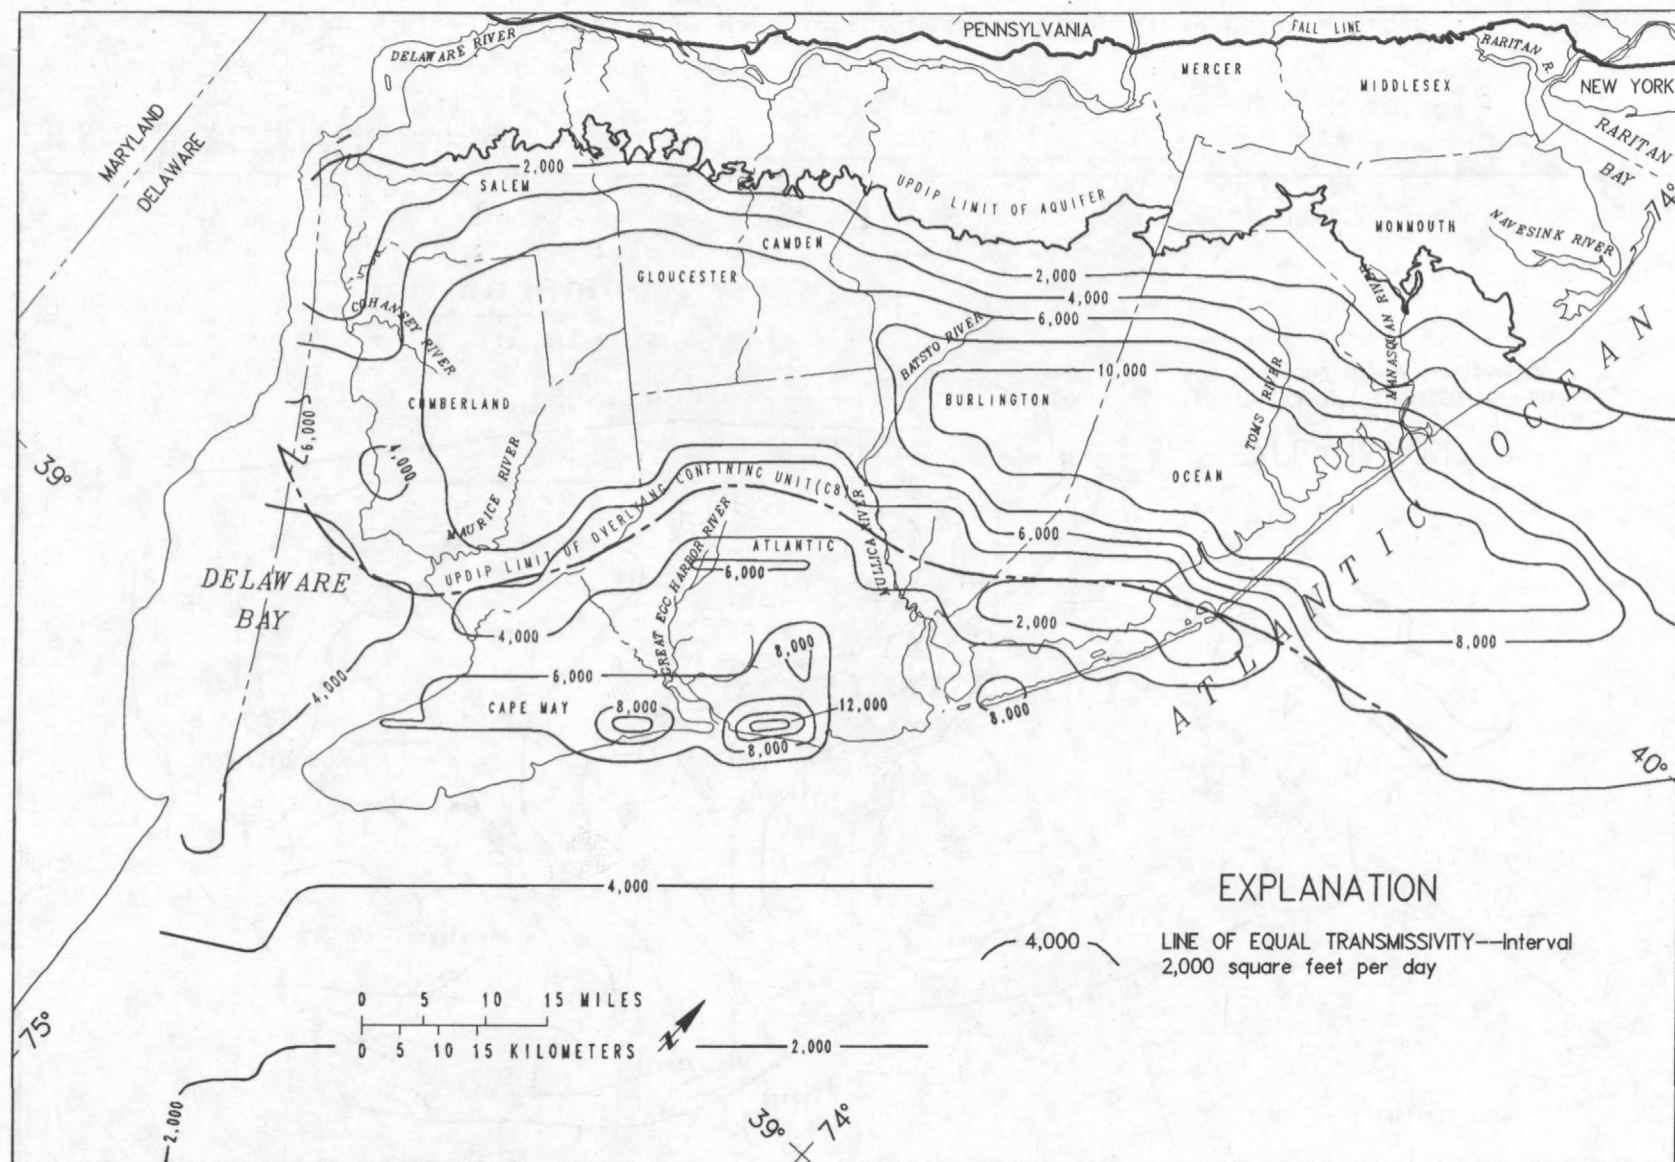 PENNSYLVANIA
FALL LINE
DELAWARE RIVER
RARITAN R
MERCER
MIDDLESEX
NEW YORK
MARYLAND
DELAWARE
RARITAN
BAY
74°
2,000
SALEM
UPDIP LIMIT OF AQUIFER
MONMOUTH
NAVESINK RIVER
CAMDEN
GLOUCESTER
2,000
4,000
6,000
MANASQUAN RIVER
COHANSEY
RIVER
BATSTO RIVER
10,000
TOMS RIVER
CUMBERLAND
BURLINGTON
6,000
4,000
39°
MAURICE RIVER
OCEAN
UPDIP LIMIT OF OVERLIANG CONFINING UNIT(C8)
MULLICA RIVER
6,000
ATLANTIC
6,000
GREAT EGG HARBOR RIVER
DELAWARE
BAY
4,000
2,000
8,000
8,000
4,000
6,000
CAPE MAY
8,000
12,000
8,000
8,000
ATLANTIC OCEAN
40°
4,000
EXPLANATION
4,000
LINE OF EQUAL TRANSMISSIVITY--Interval
2,000 square feet per day
0 5 10 15 MILES
0 5 10 15 KILOMETERS
N
2,000
75°
2,000
39° 74°